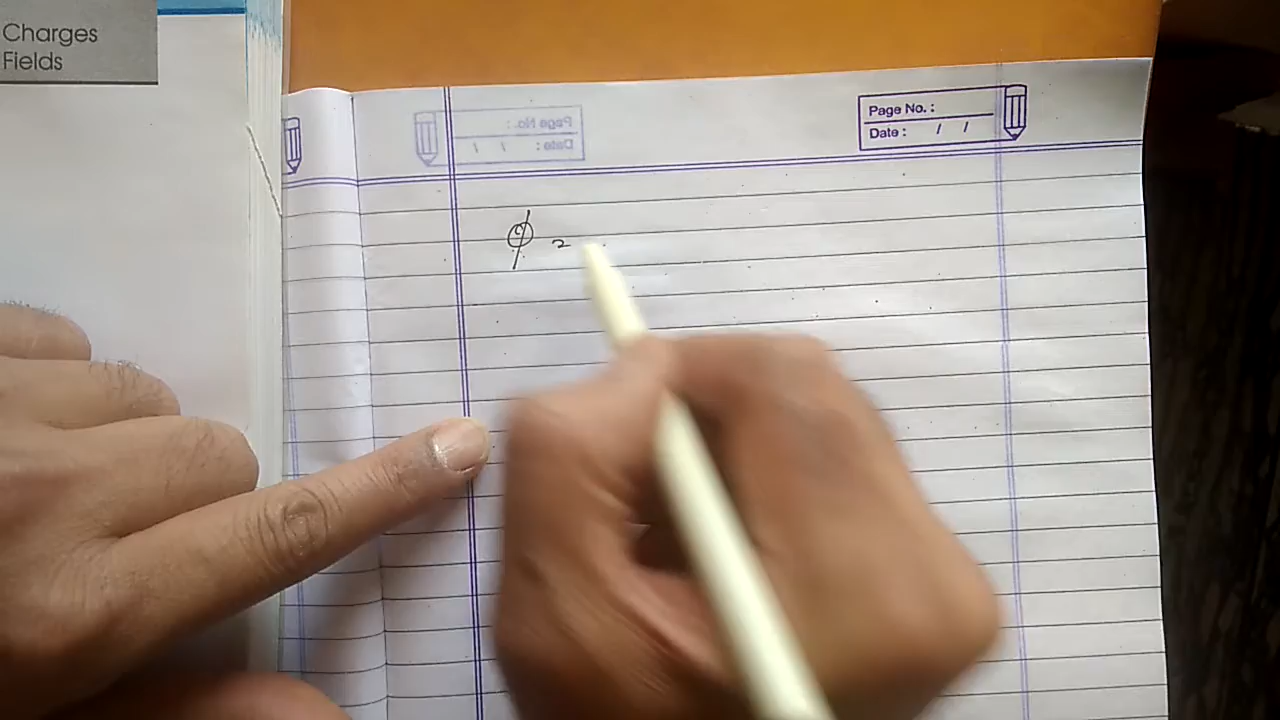 Charges
Fields
Page No. :
Date : / /
Page No. :
Date : / /
φ =